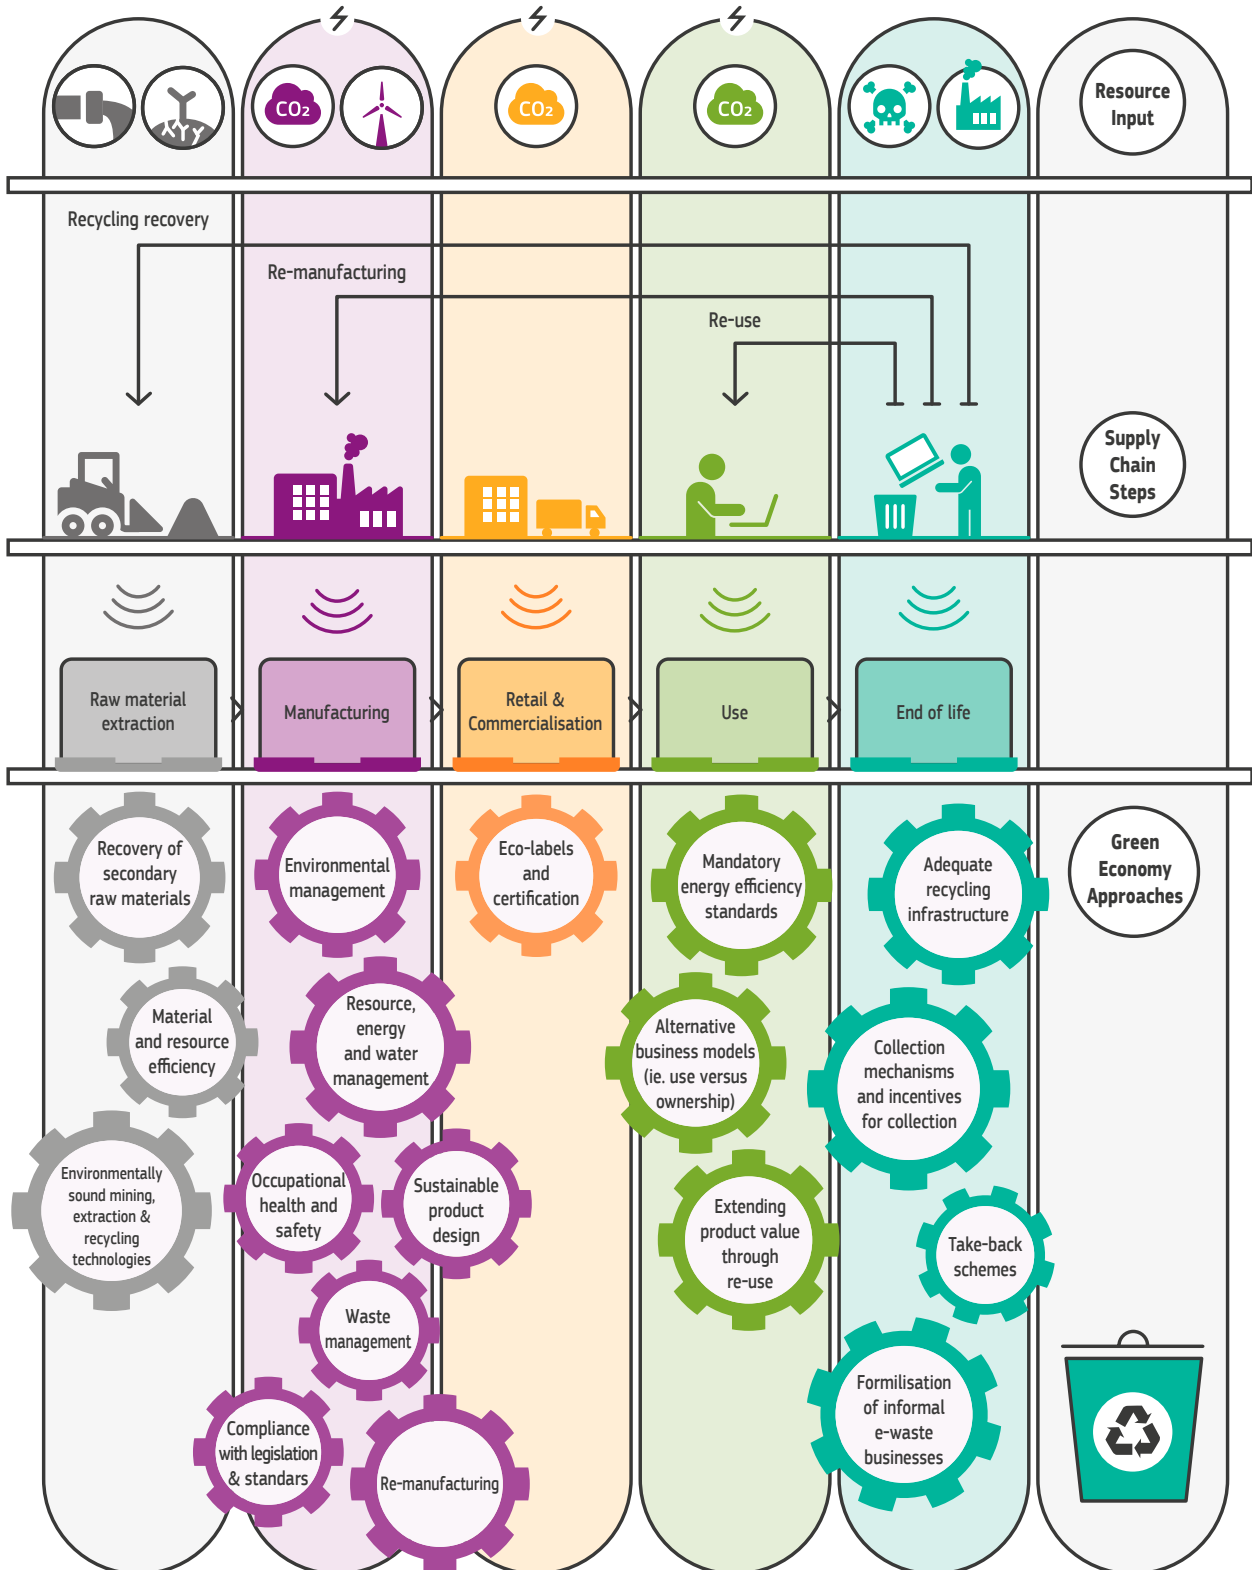 CO₂
CO₂
CO₂
Resource
Input
Recycling recovery
Re-manufacturing
Re-use
Supply
Chain
Steps
Raw material
extraction
Manufacturing
Retail &
Commercialisation
Use
End of life
Recovery of
secondary
raw materials
Material
and resource
efficiency
Environmentally
sound mining,
extraction &
recycling
technologies
Environmental
management
Resource,
energy
and water
management
Occupational
health and
safety
Sustainable
product
design
Waste
management
Compliance
with legislation
& standars
Re-manufacturing
Eco-labels
and
certification
Mandatory
energy efficiency
standards
Alternative
business models
(ie. use versus
ownership)
Extending
product value
through
re-use
Adequate
recycling
infrastructure
Collection
mechanisms
and incentives
for collection
Take-back
schemes
Formilisation
of informal
e-waste
businesses
Green
Economy
Approaches